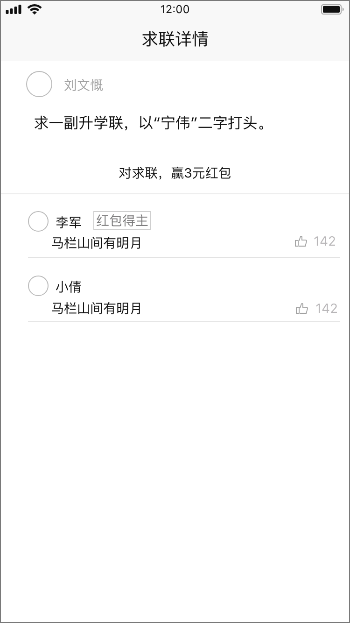 12:00
求联详情
刘文慨
求一副升学联，以“宁伟”二字打头。
对求联，赢3元红包
李军 红包得主
马栏山间有明月 142
小倩
马栏山间有明月 142